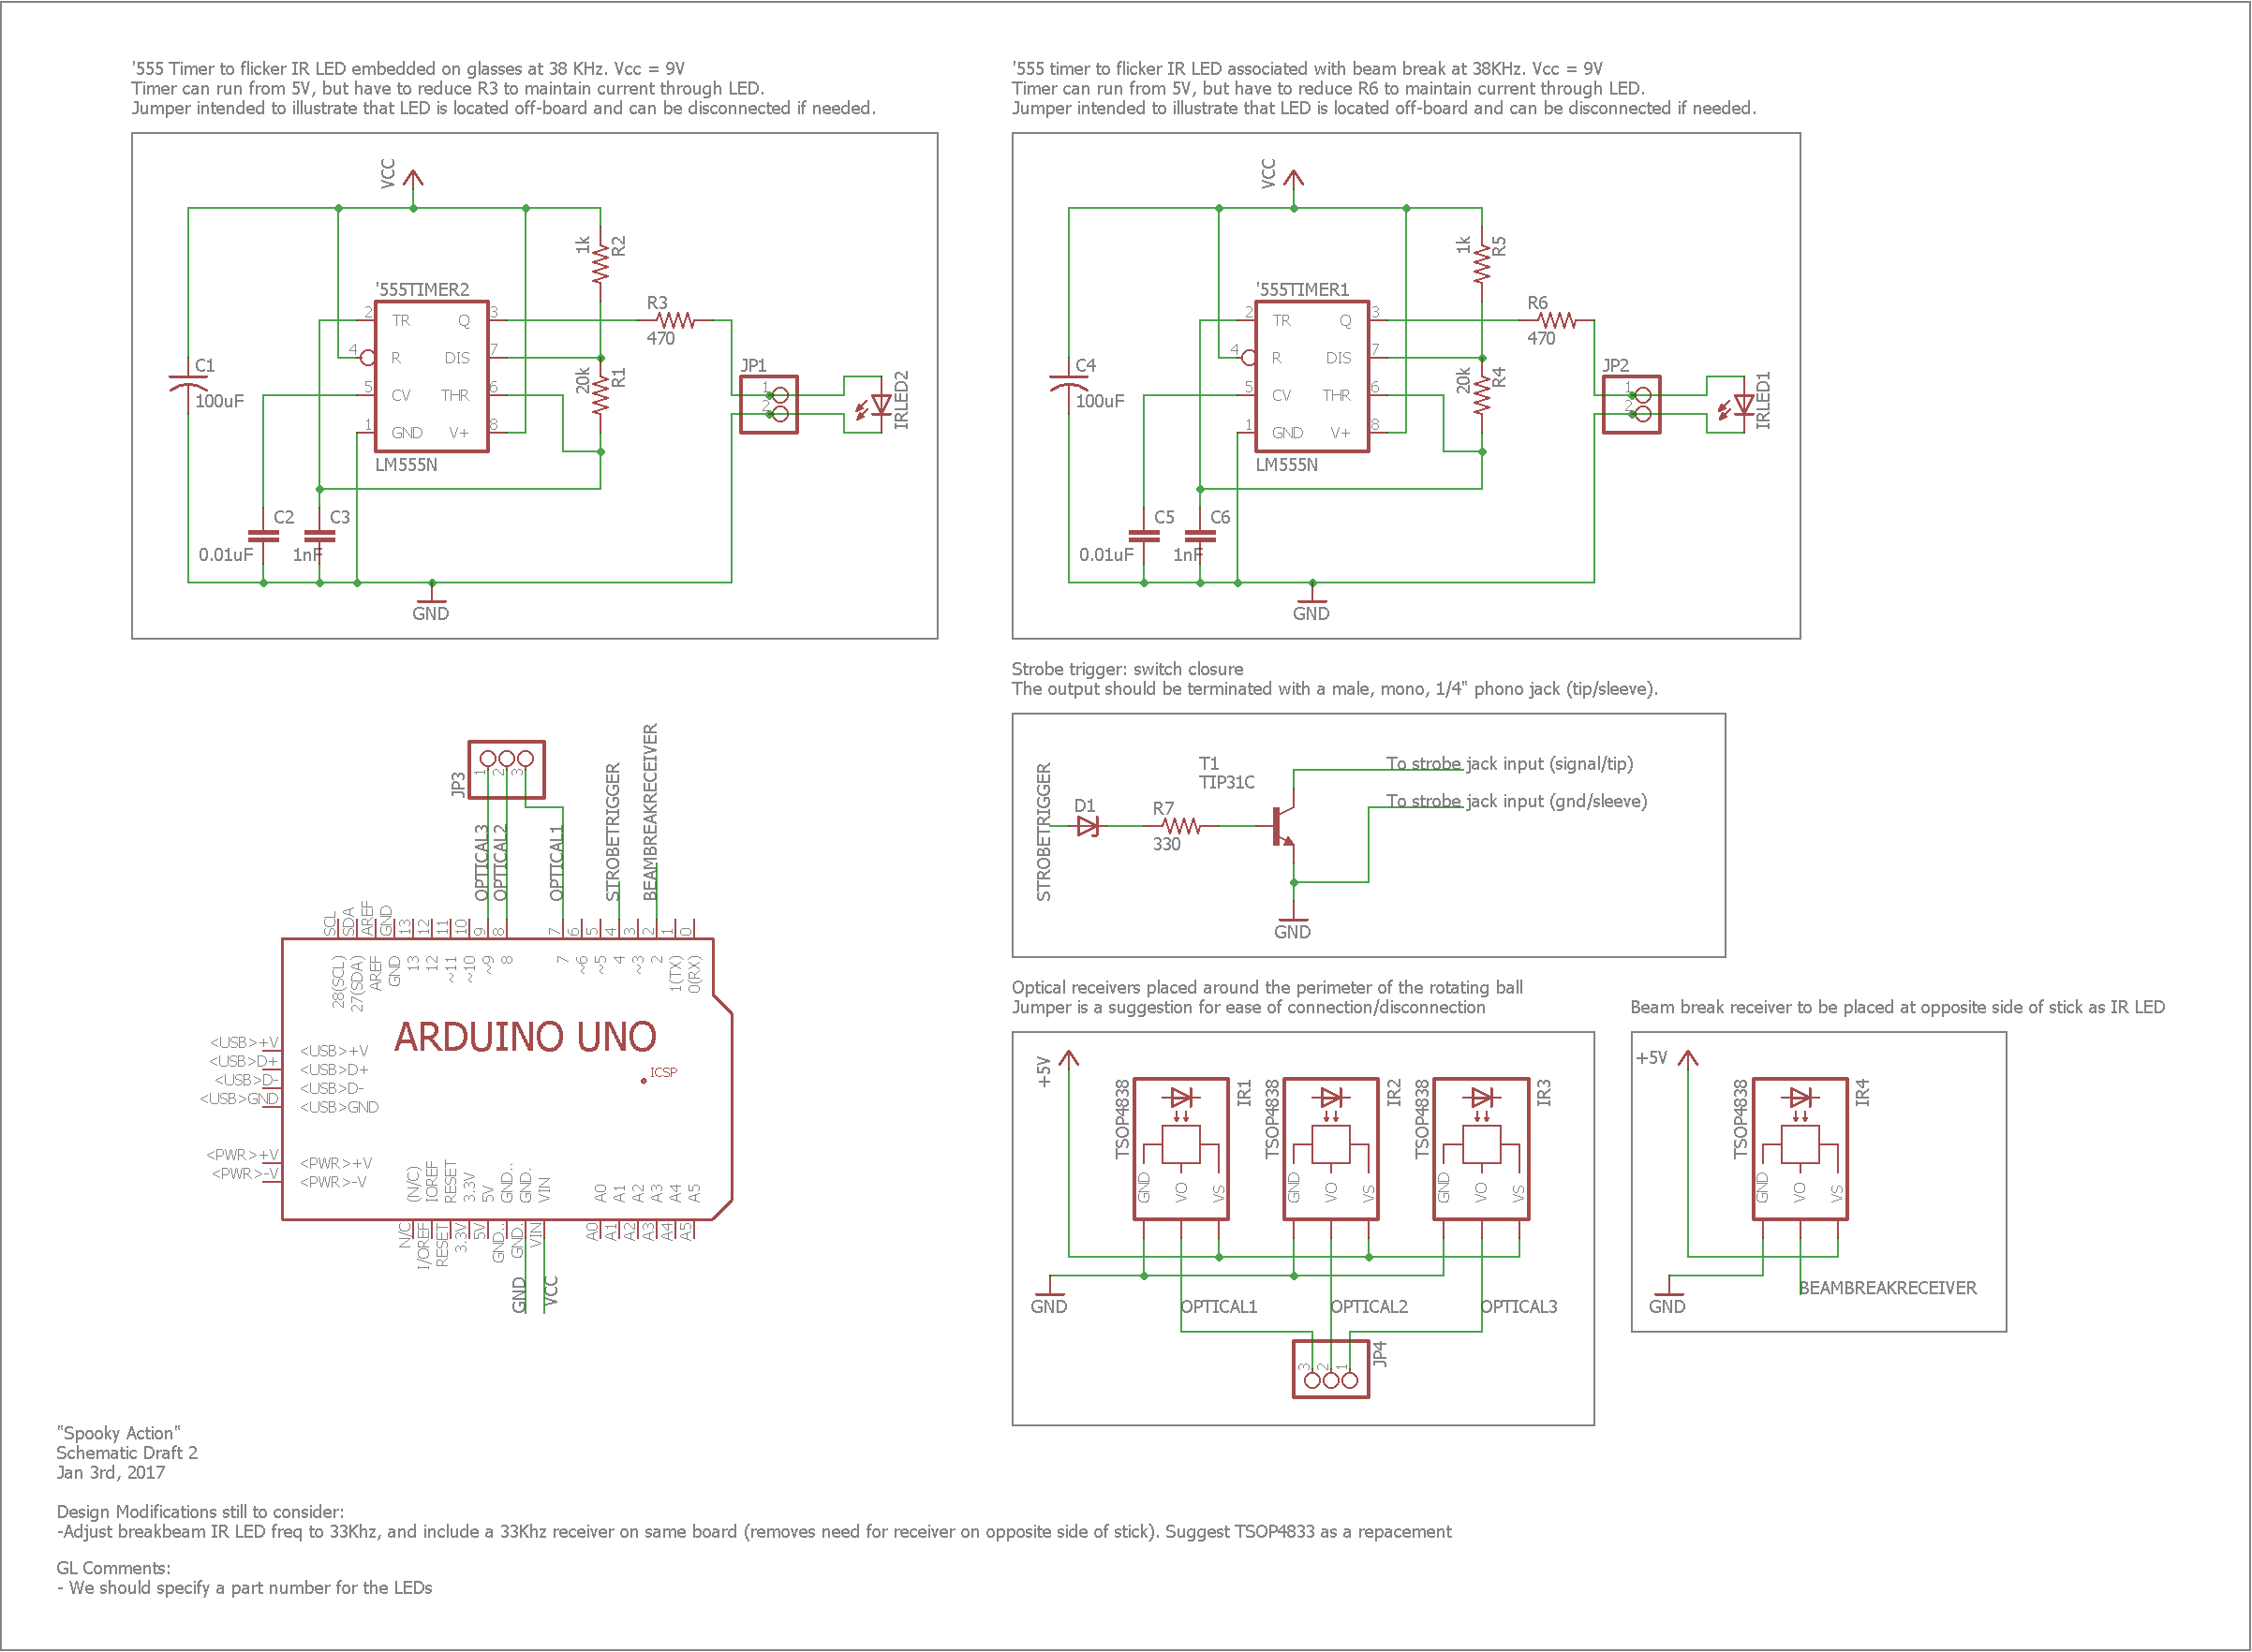 '555 Timer to flicker IR LED embedded on glasses at 38 KHz. Vcc = 9V
Timer can run from 5V, but have to reduce R3 to maintain current through LED.
Jumper intended to illustrate that LED is located off-board and can be disconnected if needed.
VCC
1k
R2
'555TIMER2
2
TR
Q
3
4
R
DIS
7
5
CV
THR
6
1
GND
V+
8
LM555N
R3
470
20k
R1
C1
100uF
JP1
1
2
IRLED2
C2
0.01uF
C3
1nF
GND
'555 timer to flicker IR LED associated with beam break at 38KHz. Vcc = 9V
Timer can run from 5V, but have to reduce R6 to maintain current through LED.
Jumper intended to illustrate that LED is located off-board and can be disconnected if needed.
VCC
1k
R5
'555TIMER1
2
TR
Q
3
4
R
DIS
7
5
CV
THR
6
1
GND
V+
8
LM555N
R6
470
20k
R4
C4
100uF
JP2
1
2
IRLED1
C5
0.01uF
C6
1nF
GND
Strobe trigger: switch closure
The output should be terminated with a male, mono, 1/4" phono jack (tip/sleeve).
STROBETRIGGER
D1
R7
330
T1
TIP31C
To strobe jack input (signal/tip)
To strobe jack input (gnd/sleeve)
GND
JP3
1
2
3
OPTICAL3
OPTICAL2
OPTICAL1
STROBETRIGGER
BEAMBREAKRECEIVER
SCL
SDA
AREF
GND
13
12
11
10
9
8
7
6
5
4
3
2
1
0
28(SCL)
27(SDA)
AREF
GND
13
12
~11
~10
~9
8
7
~6
~5
4
~3
2
1(TX)
0(RX)
ARDUINO UNO
ICSP
<USB>+V
<USB>D+
<USB>D-
<USB>GND
<USB>+V
<USB>D+
<USB>D-
<USB>GND
<PWR>+V
<PWR>-V
<PWR>+V
<PWR>-V
(N/C)
IOREF
RESET
3.3V
5V
GND..
GND.
VIN
A0
A1
A2
A3
A4
A5
N/C
I/OREF
RESET
3.3V
5V
GND..
GND.
VIN
A0
A1
A2
A3
A4
A5
GND
VCC
Optical receivers placed around the perimeter of the rotating ball
Jumper is a suggestion for ease of connection/disconnection
+5V
TSOP4838
IR1
GND
VO
VS
TSOP4838
IR2
GND
VO
VS
TSOP4838
IR3
GND
VO
VS
GND
OPTICAL1
OPTICAL2
OPTICAL3
3
2
1
JP4
Beam break receiver to be placed at opposite side of stick as IR LED
+5V
TSOP4838
IR4
GND
VO
VS
GND
BEAMBREAKRECEIVER
"Spooky Action"
Schematic Draft 2
Jan 3rd, 2017
Design Modifications still to consider:
-Adjust breakbeam IR LED freq to 33Khz, and include a 33Khz receiver on same board (removes need for receiver on opposite side of stick). Suggest TSOP4833 as a repacement
GL Comments:
- We should specify a part number for the LEDs